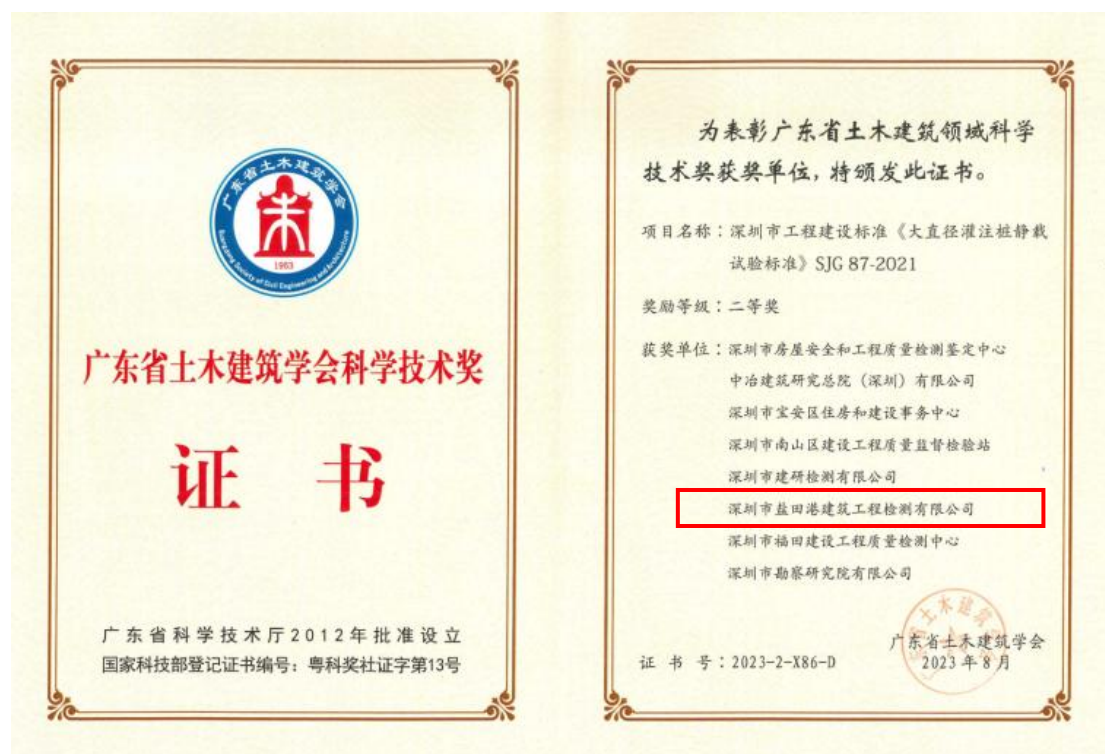 广东省土木建筑学会
1983
Guangdong Society of Civil Engineering and Architecture
广东省土木建筑学会科学技术奖
证 书
广东省科学技术厅2012年批准设立
国家科技部登记证书编号：粤科奖社证字第13号
为表彰广东省土木建筑领域科学
技术奖获奖单位，特颁发此证书。
项目名称：深圳市工程建设标准《大直径灌注桩静载
试验标准》SJG 87-2021
奖励等级：二等奖
获奖单位：深圳市房屋安全和工程质量检测鉴定中心
中冶建筑研究总院（深圳）有限公司
深圳市宝安区住房和建设事务中心
深圳市南山区建设工程质量监督检验站
深圳市建研检测有限公司
深圳市盐田港建筑工程检测有限公司
深圳市福田建设工程质量检测中心
深圳市勘察研究院有限公司
广东省土木建筑学会
证 书 号：2023-2-X86-D
2023年8月